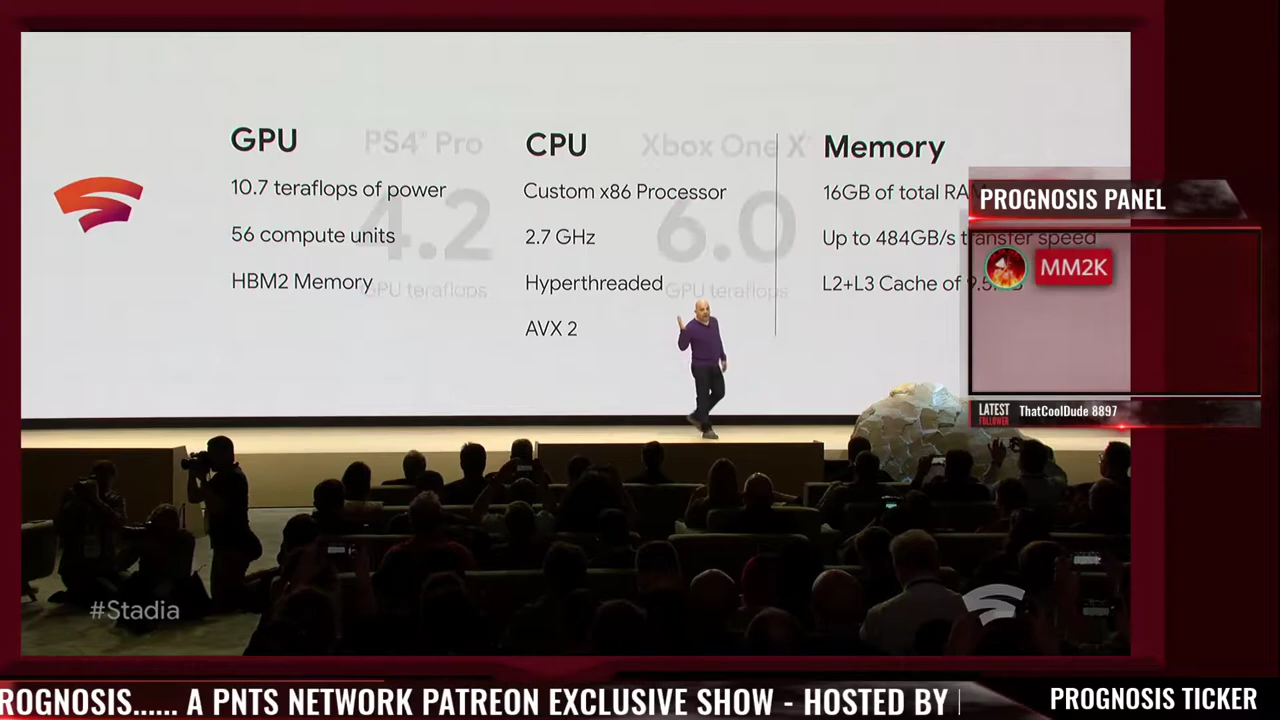 GPU
PS4® Pro
CPU
Xbox One X
Memory
10.7 teraflops of power
Custom x86 Processor
16GB of total RA
4.2
6.0
56 compute units
2.7 GHz
Up to 484GB/s transfer speed
HBM2 Memory
GPU teraflops
Hyperthreaded
GPU teraflops
L2+L3 Cache of 9.5
AVX 2
PROGNOSIS PANEL
MM2K
LATEST
FOLLOWER
ThatCoolDude 8897
#Stadia
ROGNOSIS...... A PNTS NETWORK PATREON EXCLUSIVE SHOW - HOSTED BY
PROGNOSIS TICKER